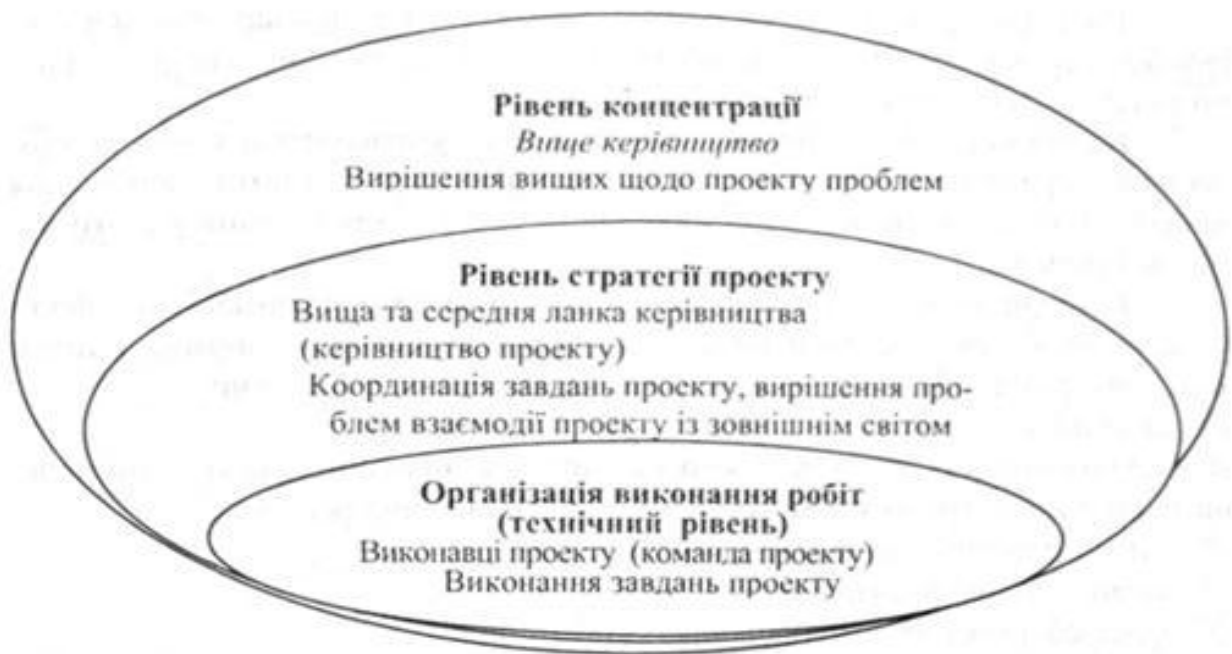 Рівень концентрації
Вище керівництво
Вирішення вищих щодо проекту проблем
Рівень стратегії проекту
Вища та середня ланка керівництва
(керівництво проекту)
Координація завдань проекту, вирішення про-
блем взаємодії проекту із зовнішнім світом
Організація виконання робіт
(технічний рівень)
Виконавці проекту (команда проекту)
Виконання завдань проекту